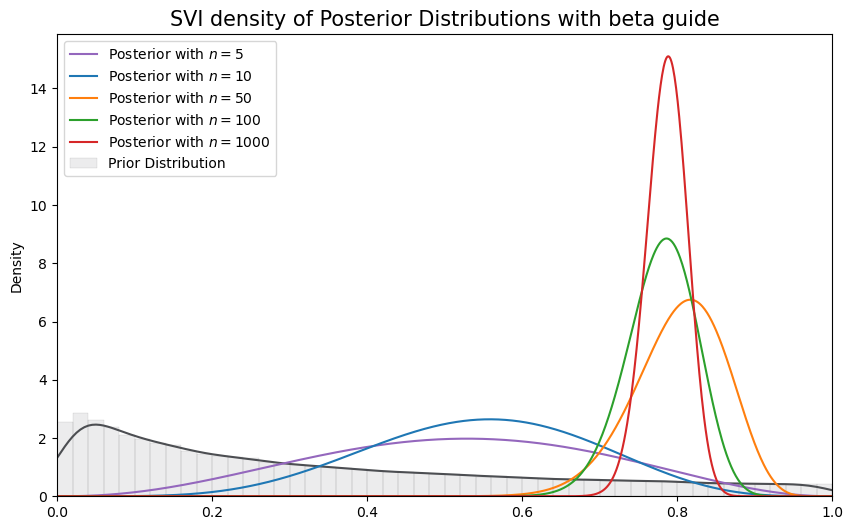 SVI density of Posterior Distributions with beta guide
Posterior with n = 5
Posterior with n = 10
Posterior with n = 50
Posterior with n = 100
Posterior with n = 1000
Prior Distribution
Density
14
12
10
8
6
4
2
0
0.0 0.2 0.4 0.6 0.8 1.0